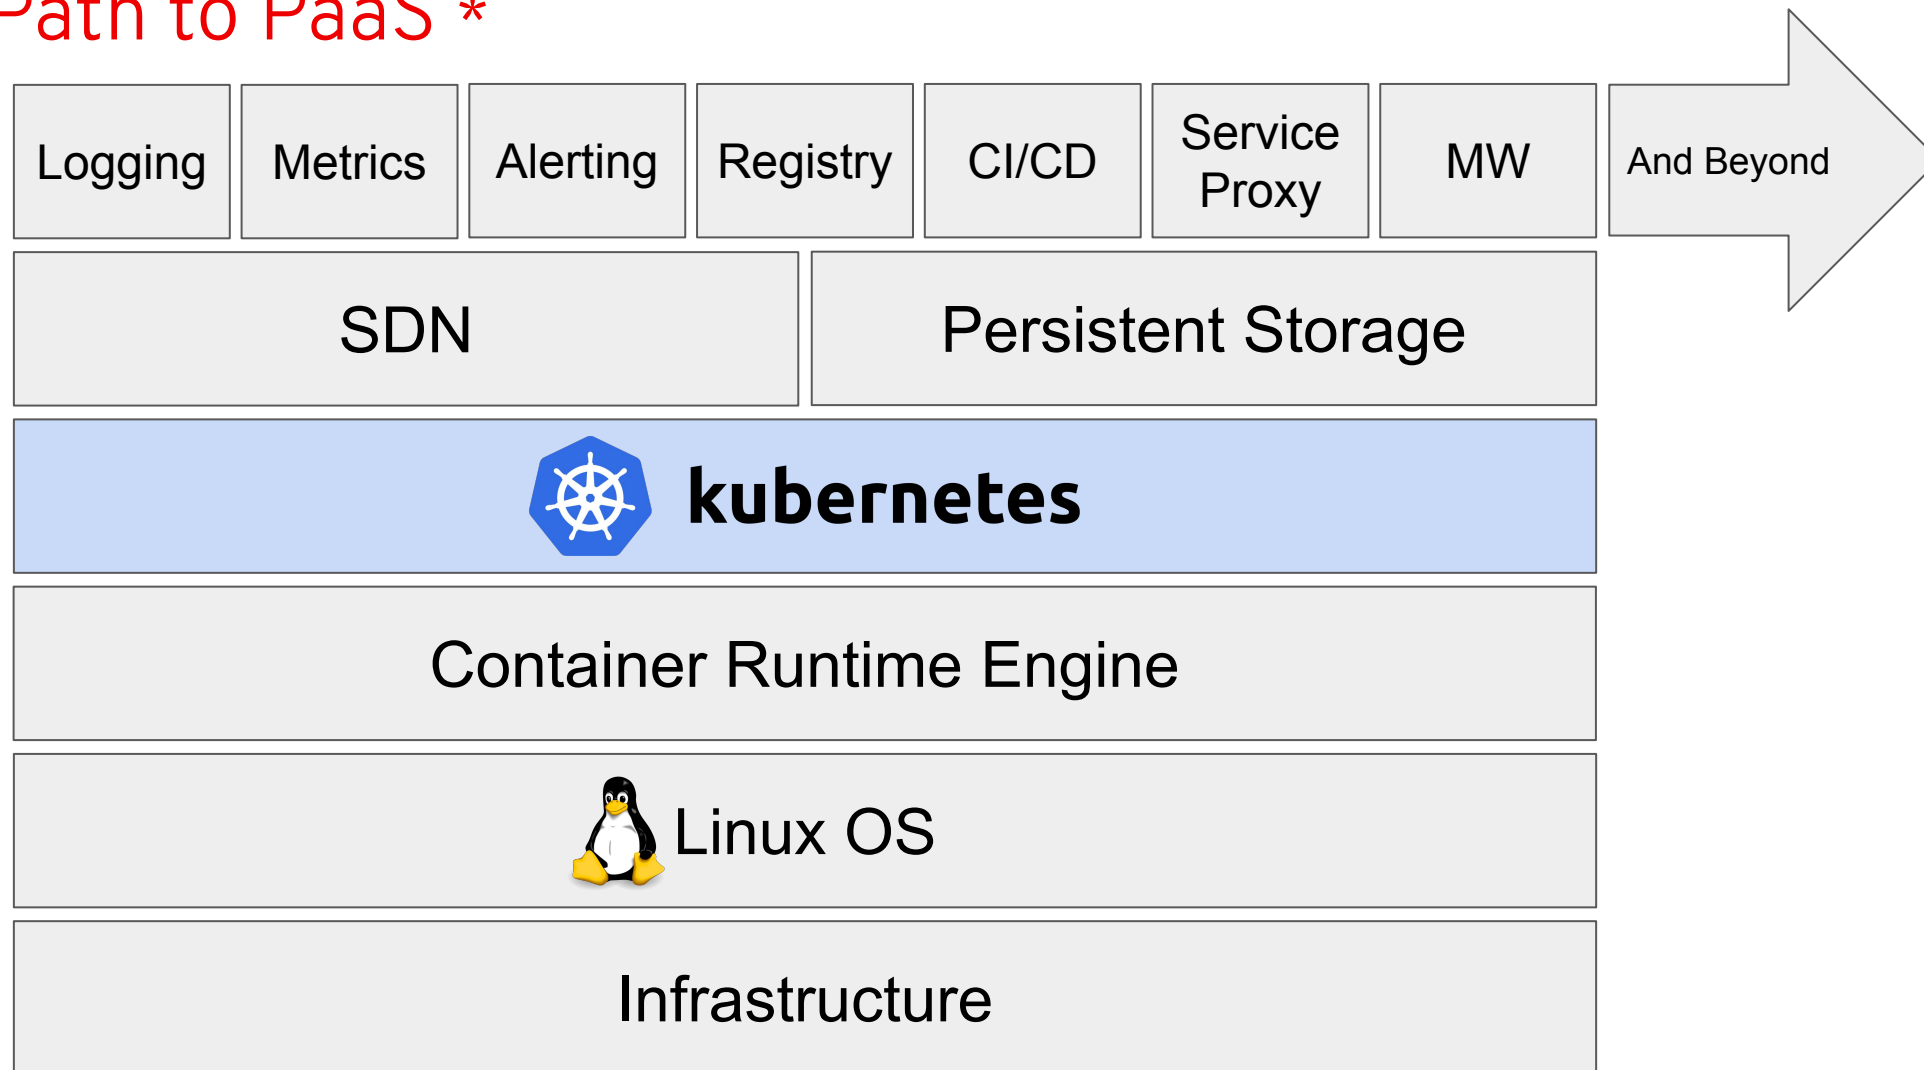 Path to PaaS *
Logging
Metrics
Alerting
Registry
CI/CD
Service
Proxy
MW
And Beyond
SDN
Persistent Storage
kubernetes
Container Runtime Engine
Linux OS
Infrastructure